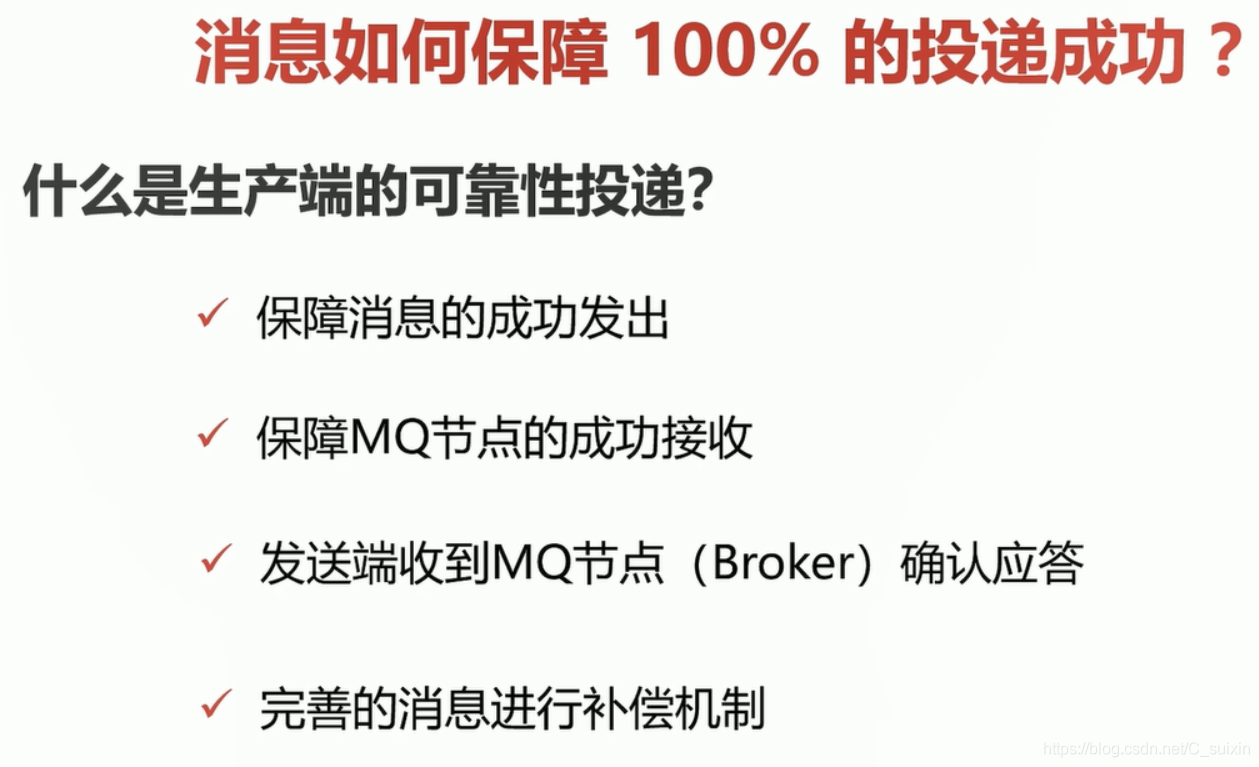 消息如何保障 100% 的投递成功？
什么是生产端的可靠性投递？
✓ 保障消息的成功发出
✓ 保障MQ节点的成功接收
✓ 发送端收到MQ节点（Broker）确认应答
✓ 完善的消息进行补偿机制
https://blog.csdn.net/C_suixin